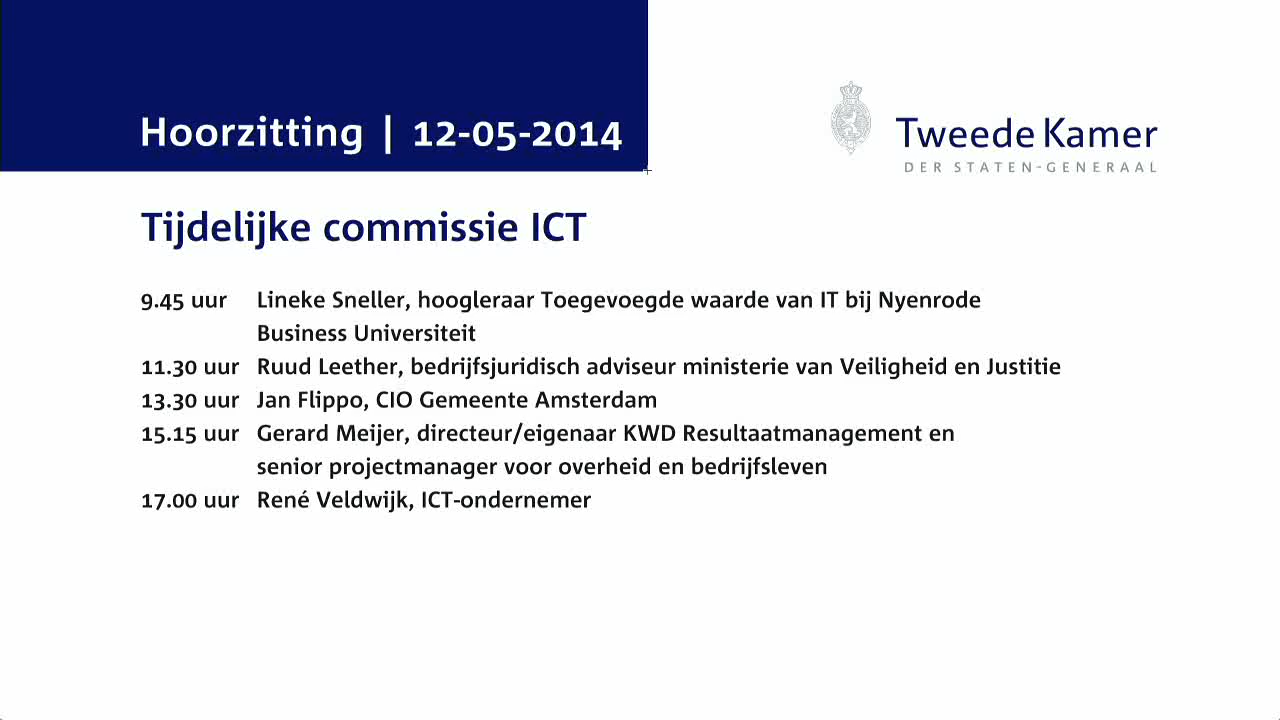 Hoorzitting | 12-05-2014
Tweede Kamer
DER STATEN-GENERAAL
Tijdelijke commissie ICT
9.45 uur Lineke Sneller, hoogleraar Toegevoegde waarde van IT bij Nyenrode
Business Universiteit
11.30 uur Ruud Leether, bedrijfsjuridisch adviseur ministerie van Veiligheid en Justitie
13.30 uur Jan Flippo, CIO Gemeente Amsterdam
15.15 uur Gerard Meijer, directeur/eigenaar KWD Resultaatmanagement en
senior projectmanager voor overheid en bedrijfsleven
17.00 uur René Veldwijk, ICT-ondernemer